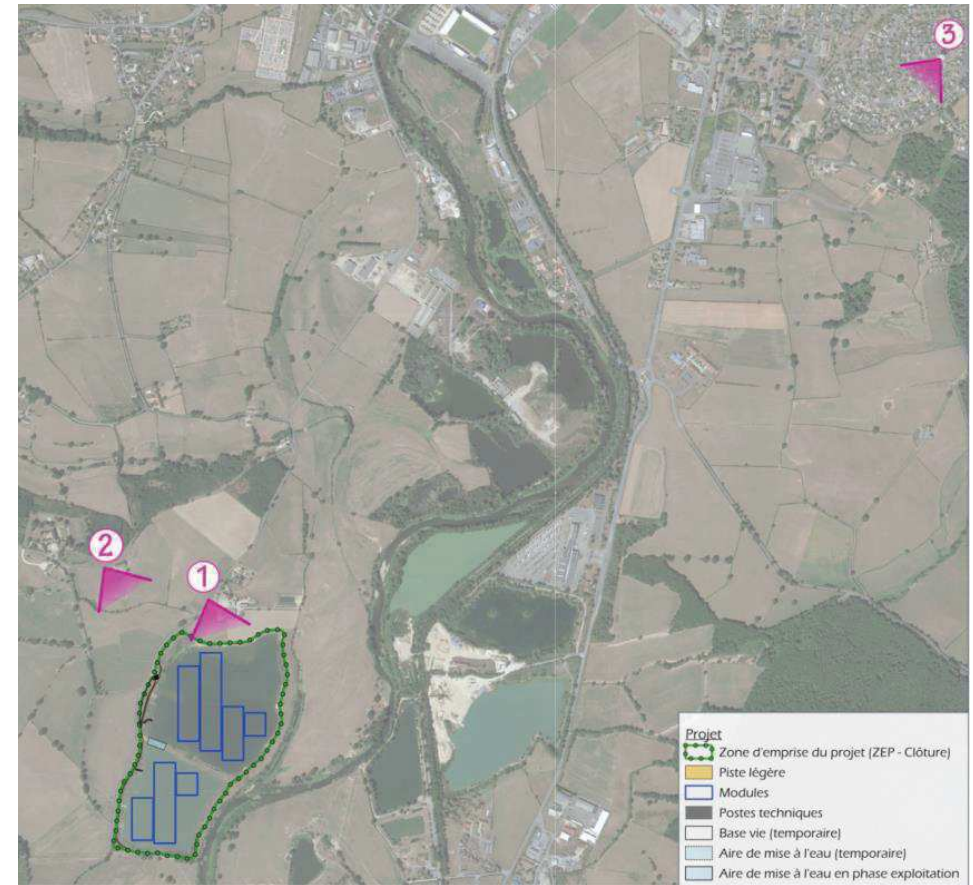 3
2
1
Projet
Zone d'emprise du projet (ZEP - Clôture)
Piste légère
Modules
Postes techniques
Base vie (temporaire)
Aire de mise à l'eau (temporaire)
Aire de mise à l'eau en phase exploitation